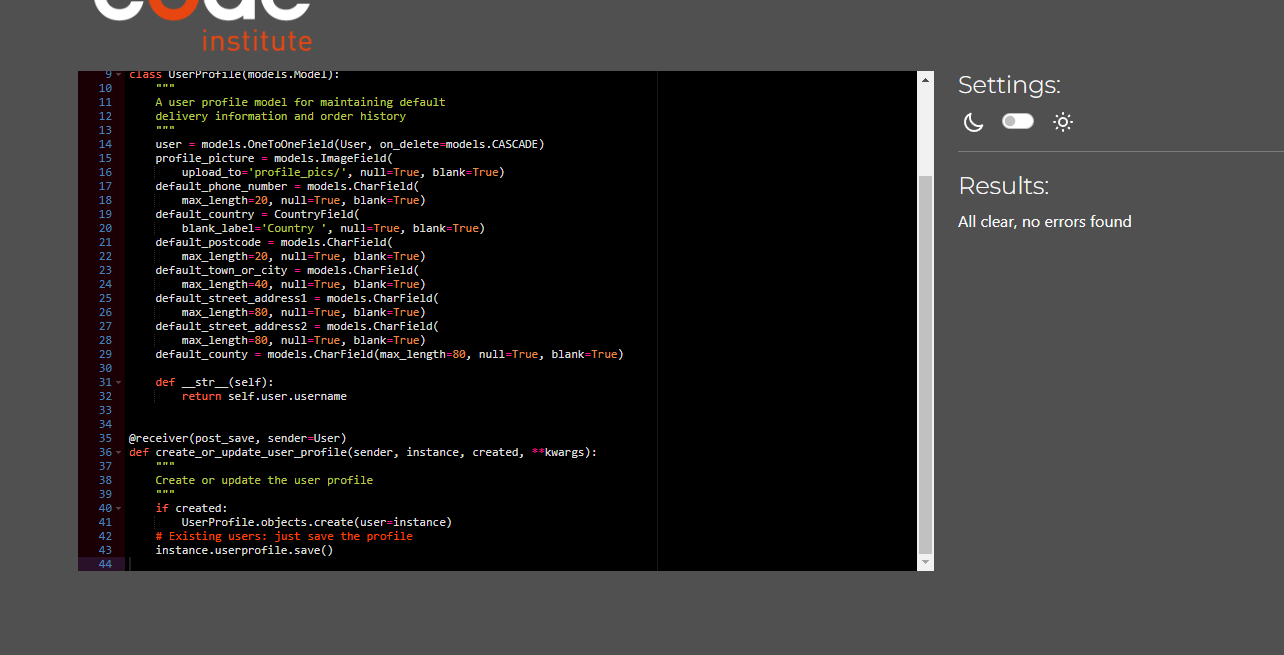 code
institute
9 class UserProfile(models.Model):
10 """
11 A user profile model for maintaining default
12 delivery information and order history
13 """
14 user = models.OneToOneField(User, on_delete=models.CASCADE)
15 profile_picture = models.ImageField(
16 upload_to='profile_pics/', null=True, blank=True)
17 default_phone_number = models.CharField(
18 max_length=20, null=True, blank=True)
19 default_country = CountryField(
20 blank_label='Country ', null=True, blank=True)
21 default_postcode = models.CharField(
22 max_length=20, null=True, blank=True)
23 default_town_or_city = models.CharField(
24 max_length=40, null=True, blank=True)
25 default_street_address1 = models.CharField(
26 max_length=80, null=True, blank=True)
27 default_street_address2 = models.CharField(
28 max_length=80, null=True, blank=True)
29 default_county = models.CharField(max_length=80, null=True, blank=True)
30
31 def __str__(self):
32 return self.user.username
33
34
35 @receiver(post_save, sender=User)
36 def create_or_update_user_profile(sender, instance, created, **kwargs):
37 """
38 Create or update the user profile
39 """
40 if created:
41 UserProfile.objects.create(user=instance)
42 # Existing users: just save the profile
43 instance.userprofile.save()
44
Settings:
Results:
All clear, no errors found